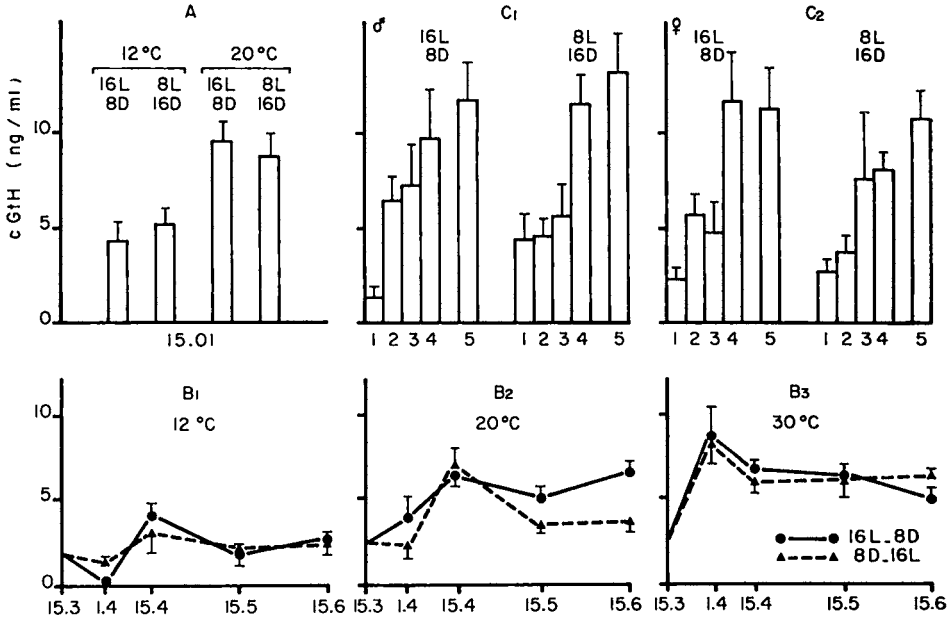 A
C1
C2
12°C
20°C
16L
8D
8L
16D
16L
8D
8L
16D
♂
16L
8D
8L
16D
♀
16L
8D
8L
16D
cGtH (ng/ml)
10
5
0
15.01
1 2 3 4 5 1 2 3 4 5
1 2 3 4 5 1 2 3 4 5
B1
12°C
B2
20°C
B3
30°C
10
5
0
16L_8D
8D_16L
15.3 1.4 15.4 15.5 15.6
15.3 1.4 15.4 15.5 15.6
15.3 1.4 15.4 15.5 15.6